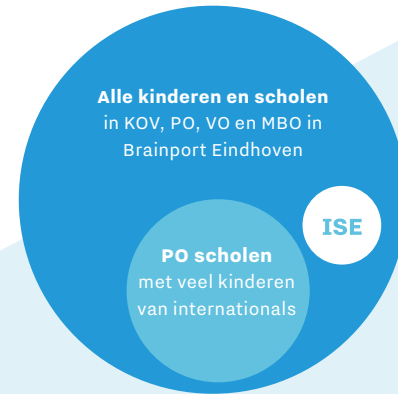 Alle kinderen en scholen
in KOV, PO, VO en MBO in
Brainport Eindhoven
ISE
PO scholen
met veel kinderen
van internationals